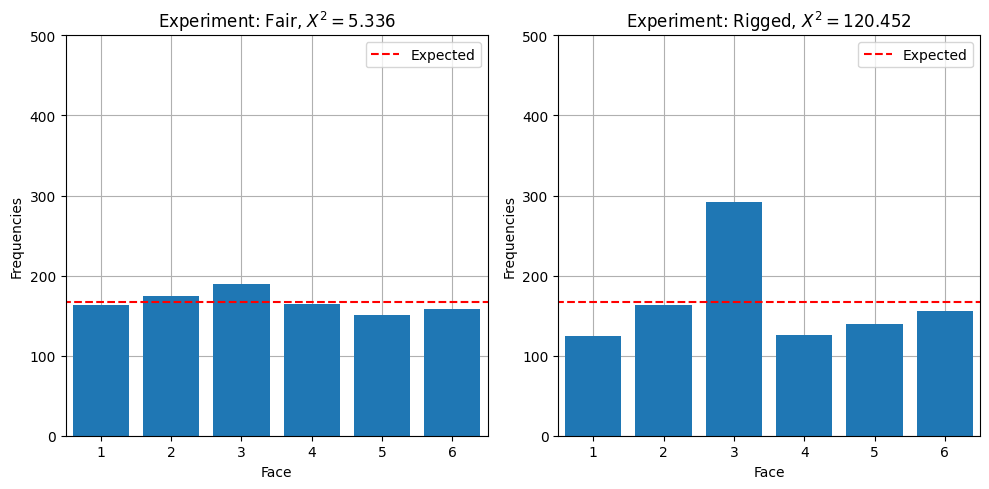 Experiment: Fair, $X^2 = 5.336$
Expected
500
400
300
200
100
0
Frequencies
1 2 3 4 5 6
Face
Experiment: Rigged, $X^2 = 120.452$
Expected
500
400
300
200
100
0
Frequencies
1 2 3 4 5 6
Face